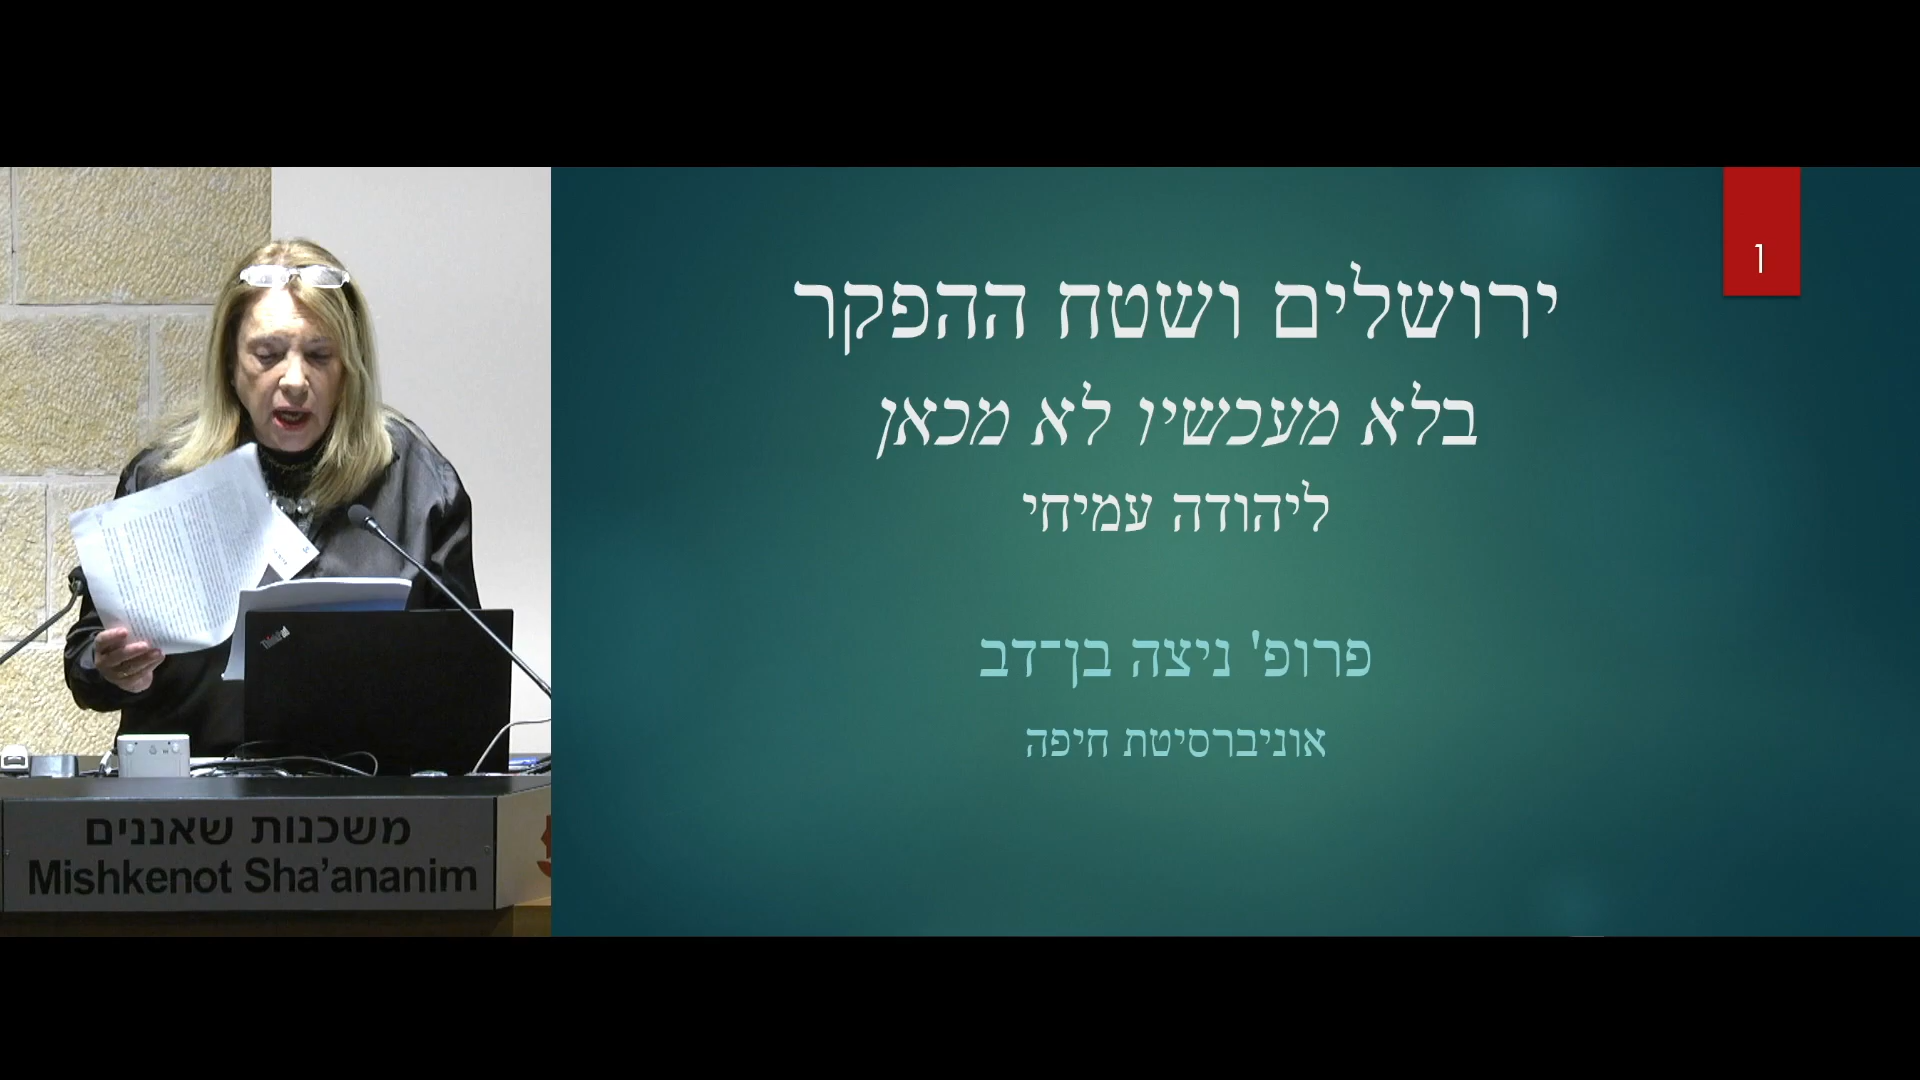 1
ירושלים ושטח ההפקר
בלא מעכשיו לא מכאן
ליהודה עמיחי
פרופ' ניצה בן־דב
אוניברסיטת חיפה
משכנות שאננים
Mishkenot Sha'ananim
ThinkPad